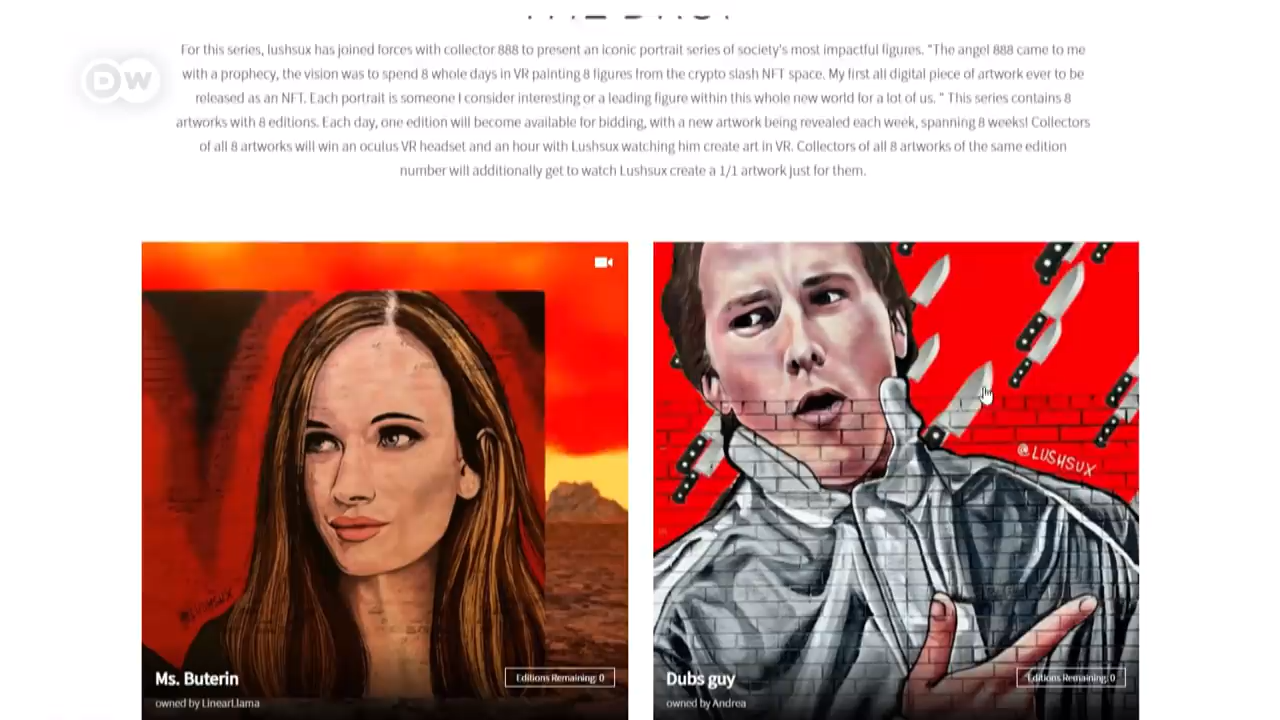 DW
For this series, lushsux has joined forces with collector 888 to present an iconic portrait series of society's most impactful figures. "The angel 888 came to me
with a prophecy, the vision was to spend 8 whole days in VR painting 8 figures from the crypto slash NFT space. My first all digital piece of artwork ever to be
released as an NFT. Each portrait is someone I consider interesting or a leading figure within this whole new world for a lot of us. " This series contains 8
artworks with 8 editions. Each day, one edition will become available for bidding, with a new artwork being revealed each week, spanning 8 weeks! Collectors
of all 8 artworks will win an oculus VR headset and an hour with Lushsux watching him create art in VR. Collectors of all 8 artworks of the same edition
number will additionally get to watch Lushsux create a 1/1 artwork just for them.
@LUSHSUX
@LUSHSUX
Ms. Buterin
Editions Remaining: 0
owned by LinearLlama
Dubs guy
Editions Remaining: 0
owned by Andrea